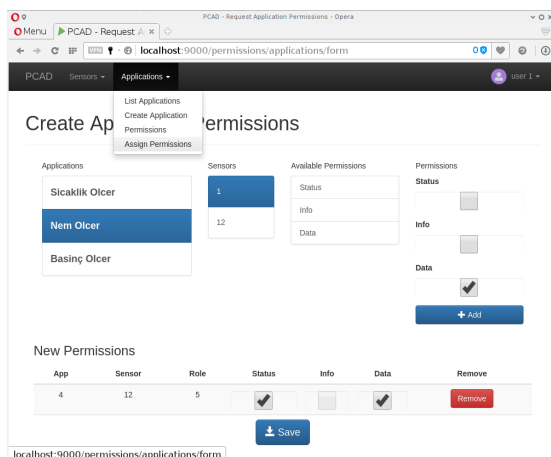 PCAD - Request Application Permissions - Opera
Menu
PCAD - Request A
VPN
localhost:9000/permissions/applications/form
0
PCAD
Sensors
Applications
user 1
List Applications
Create Application
Permissions
Assign Permissions
Create Ap
Permissions
Applications
Sicaklik Olcer
Nem Olcer
Basinç Olcer
Sensors
1
12
Available Permissions
Status
Info
Data
Permissions
Status
Info
Data
+ Add
New Permissions
App Sensor Role Status Info Data Remove
4 12 5 Remove
Save
localhost:9000/permissions/applications/form